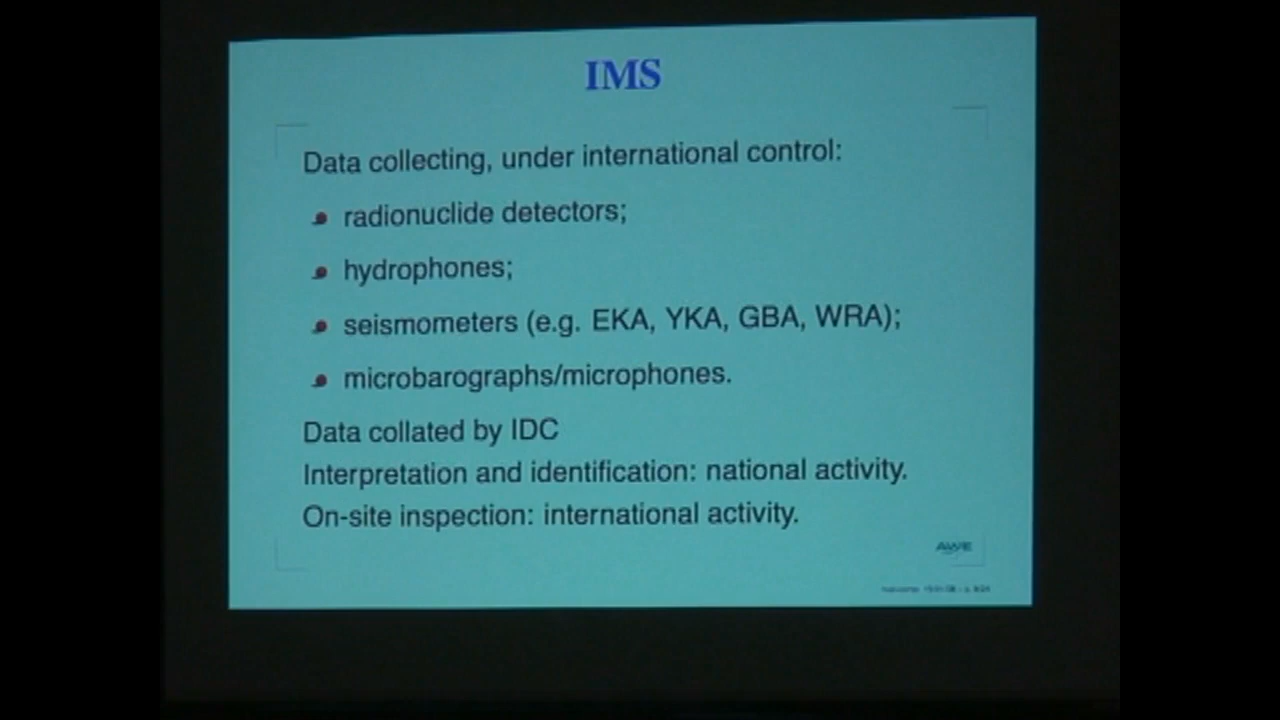 IMS
Data collecting, under international control:
radionuclide detectors;
hydrophones;
seismometers (e.g. EKA, YKA, GBA, WRA);
microbarographs/microphones.
Data collated by IDC
Interpretation and identification: national activity.
On-site inspection: international activity.
AWE